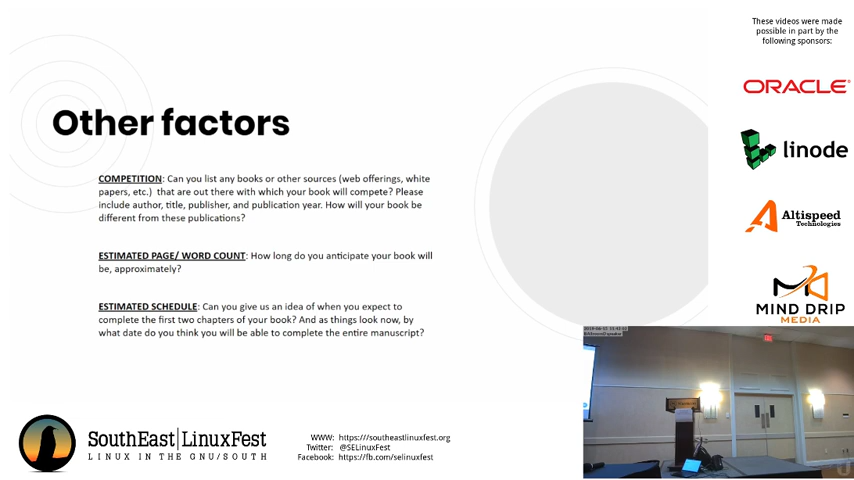 These videos were made
possible in part by the
following sponsors:
ORACLE
linode
Altispeed
Technologies
MIND DRIP
MEDIA
Other factors
COMPETITION: Can you list any books or other sources (web offerings, white
papers, etc.) that are out there with which your book will compete? Please
include author, title, publisher, and publication year. How will your book be
different from these publications?
ESTIMATED PAGE/ WORD COUNT: How long do you anticipate your book will
be, approximately?
ESTIMATED SCHEDULE: Can you give us an idea of when you expect to
complete the first two chapters of your book? And as things look now, by
what date do you think you will be able to complete the entire manuscript?
SouthEast|LinuxFest
LINUX IN THE GNU/SOUTH
WWW: https:///southeastlinuxfest.org
Twitter: @SELinuxFest
Facebook: https://fb.com/selinuxfest